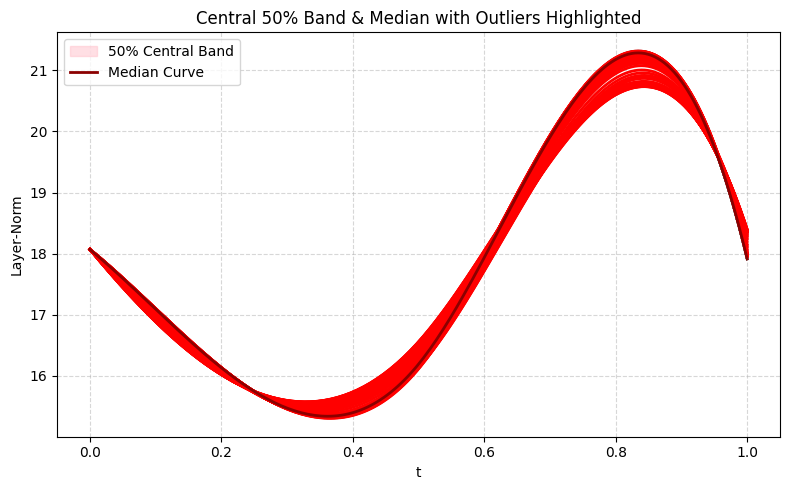 Central 50% Band & Median with Outliers Highlighted
50% Central Band
Median Curve
Layer-Norm
21
20
19
18
17
16
0.0 0.2 0.4 0.6 0.8 1.0
t